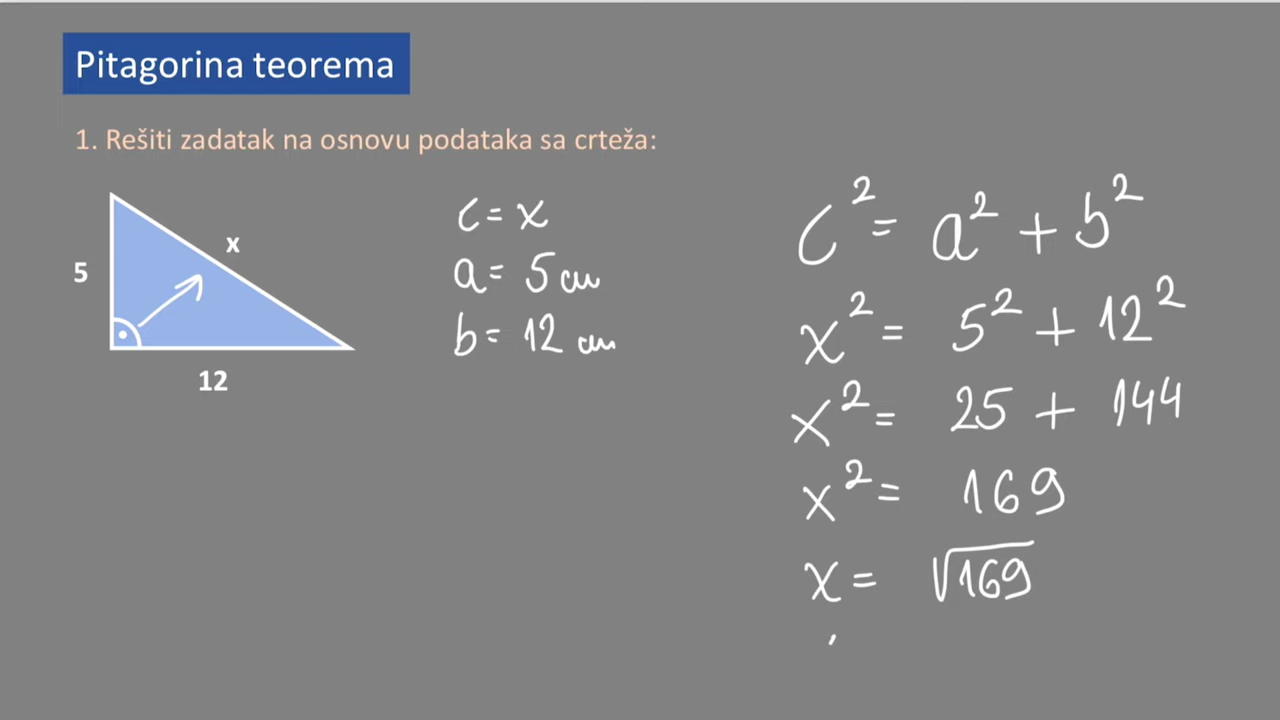 Pitagorina teorema
1. Rešiti zadatak na osnovu podataka sa crteža:
5
x
12
c = x
a = 5 cm
b = 12 cm
c² = a² + b²
x² = 5² + 12²
x² = 25 + 144
x² = 169
x = √169